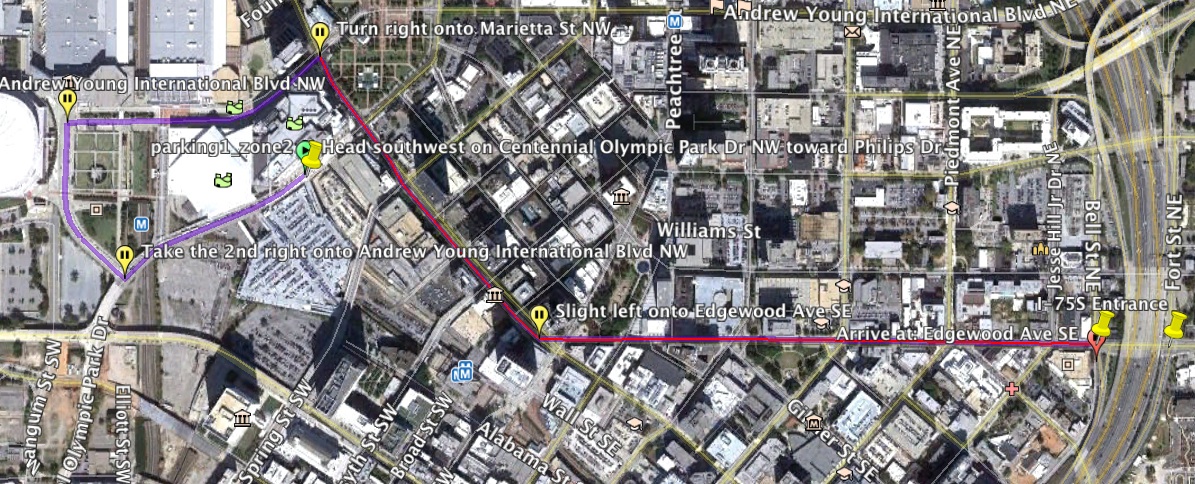 Andrew Young International Blvd NE
Turn right onto Marietta St NW
Andrew Young International Blvd NW
Peachtree
Piedmont Ave NE
parking1_zone2
Head southwest on Centennial Olympic Park Dr NW toward Philips Dr
Jesse Hill Jr Dr NE
Bell St NE
Fort St NE
Williams St
M
Take the 2nd right onto Andrew Young International Blvd NW
I-75S Entrance
Slight left onto Edgewood Ave SE
Arrive at: Edgewood Ave SE
Mangum St SW
Olympic Park Dr
Elliott St SW
Spring St SW
Broad St SW
Alabama St
Wall St SE
Gilmer St SE